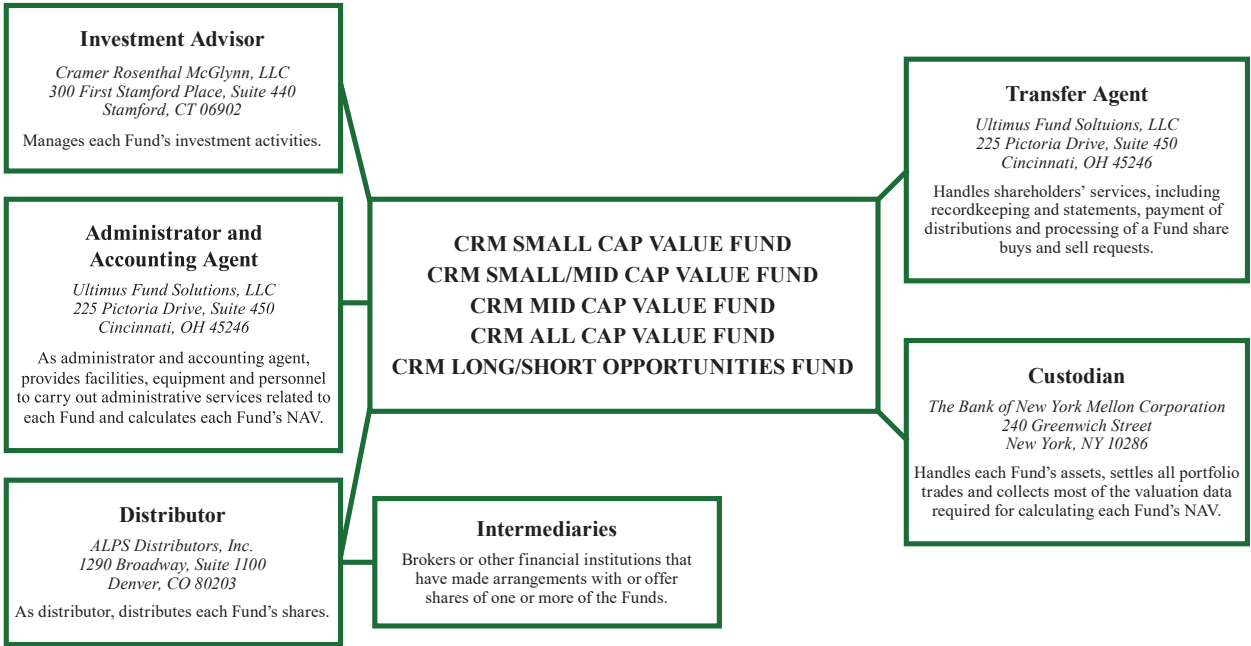 Investment Advisor
Cramer Rosenthal McGlynn, LLC
300 First Stamford Place, Suite 440
Stamford, CT 06902
Manages each Fund’s investment activities.
Administrator and
Accounting Agent
Ultimus Fund Solutions, LLC
225 Pictoria Drive, Suite 450
Cincinnati, OH 45246
As administrator and accounting agent,
provides facilities, equipment and personnel
to carry out administrative services related to
each Fund and calculates each Fund’s NAV.
Distributor
ALPS Distributors, Inc.
1290 Broadway, Suite 1100
Denver, CO 80203
As distributor, distributes each Fund’s shares.
CRM SMALL CAP VALUE FUND
CRM SMALL/MID CAP VALUE FUND
CRM MID CAP VALUE FUND
CRM ALL CAP VALUE FUND
CRM LONG/SHORT OPPORTUNITIES FUND
Intermediaries
Brokers or other financial institutions that
have made arrangements with or offer
shares of one or more of the Funds.
Transfer Agent
Ultimus Fund Soltuions, LLC
225 Pictoria Drive, Suite 450
Cincinnati, OH 45246
Handles shareholders’ services, including
recordkeeping and statements, payment of
distributions and processing of a Fund share
buys and sell requests.
Custodian
The Bank of New York Mellon Corporation
240 Greenwich Street
New York, NY 10286
Handles each Fund’s assets, settles all portfolio
trades and collects most of the valuation data
required for calculating each Fund’s NAV.